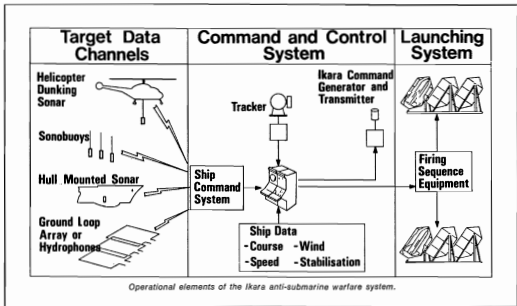 Target Data
Channels
Command and Control
System
Launching
System
Helicopter
Dunking
Sonar
Sonobuoys
Hull Mounted Sonar
Ground Loop
Array or
Hydrophones
Ship
Command
System
Tracker
Ikara Command
Generator and
Transmitter
Ship Data
- Course - Wind
- Speed - Stabilisation
Firing
Sequence
Equipment
Operational elements of the Ikara anti-submarine warfare system.